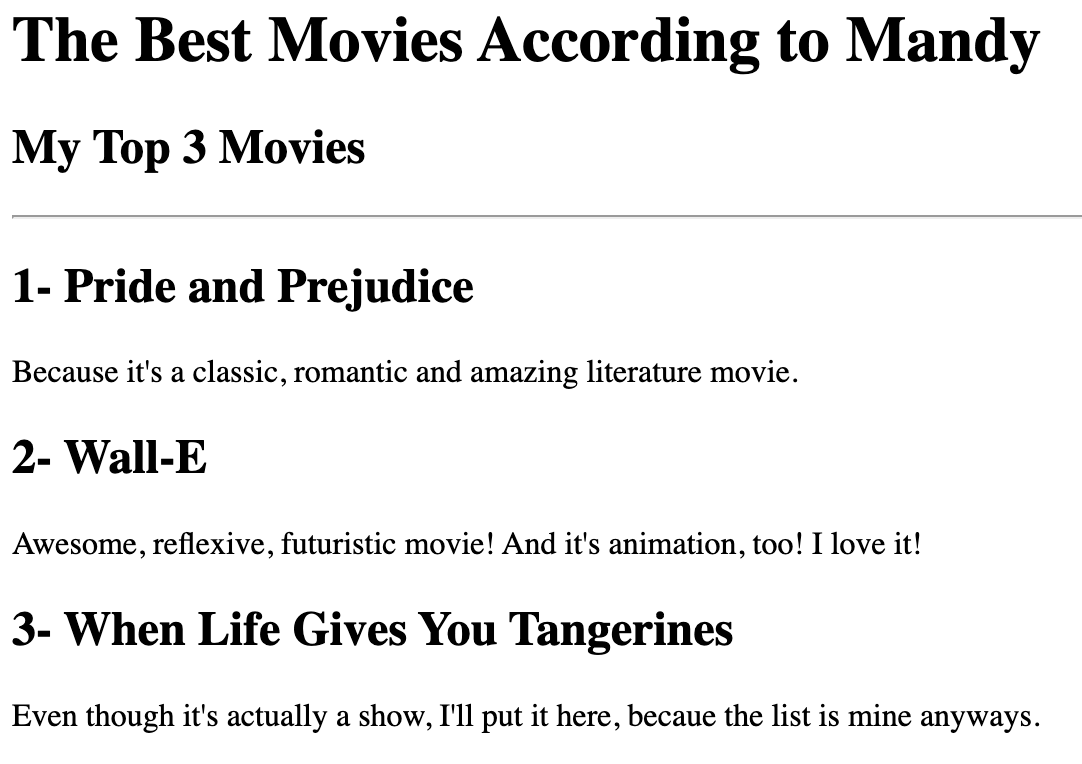 The Best Movies According to Mandy
My Top 3 Movies
1- Pride and Prejudice
Because it's a classic, romantic and amazing literature movie.
2- Wall-E
Awesome, reflexive, futuristic movie! And it's animation, too! I love it!
3- When Life Gives You Tangerines
Even though it's actually a show, I'll put it here, becaue the list is mine anyways.